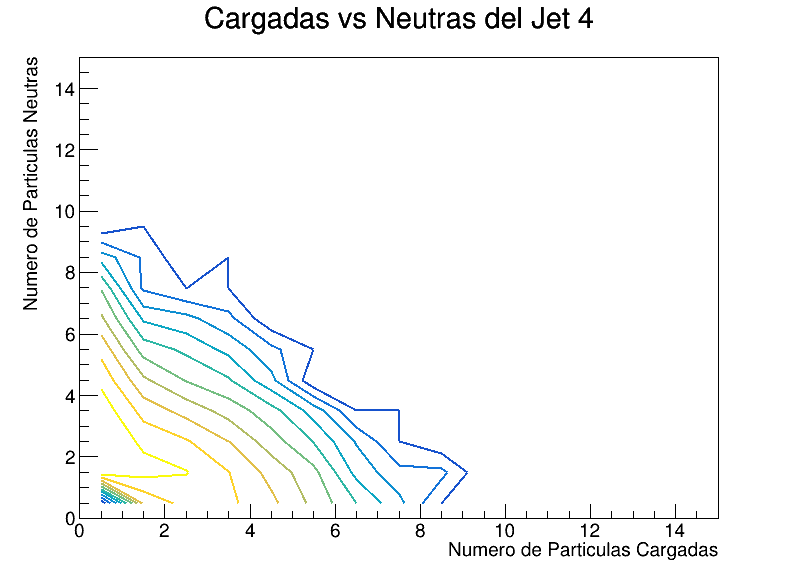 Cargadas vs Neutras del Jet 4
Numero de Particulas Neutras
14
12
10
8
6
4
2
0
0 2 4 6 8 10 12 14
Numero de Particulas Cargadas